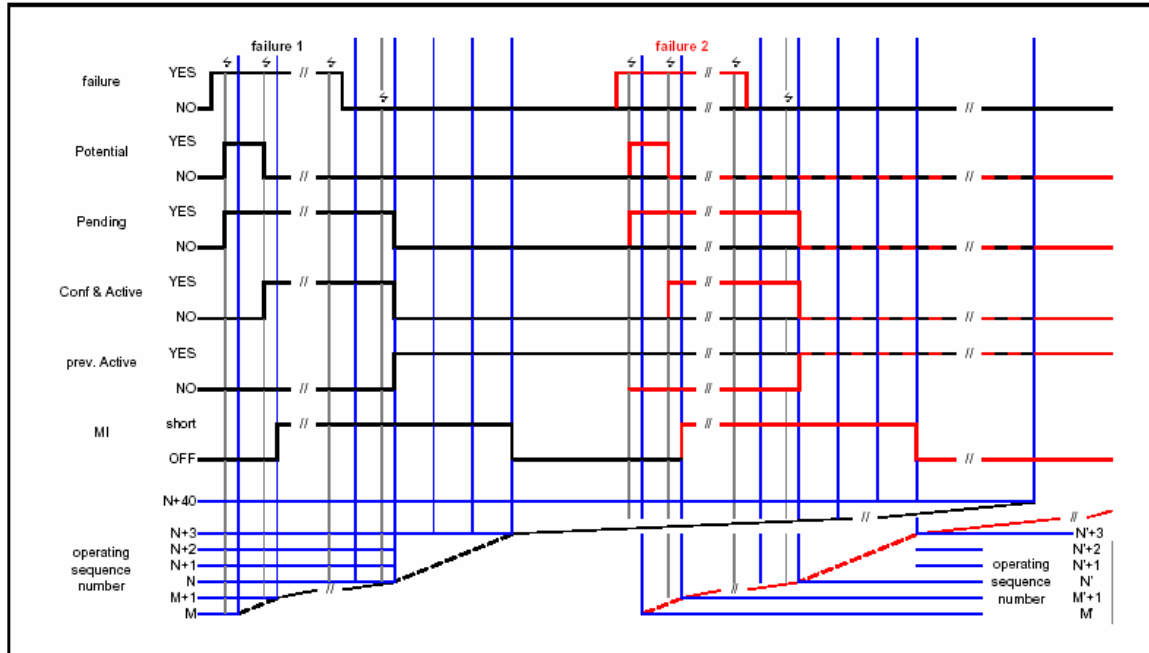 failure 1
failure 2
failure
YES
NO
Potential
YES
NO
Pending
YES
NO
Conf & Active
YES
NO
prev. Active
YES
NO
MI
short
OFF
N+40
N+3
N+2
N+1
N
M+1
M
operating
sequence
number
operating
sequence
number
N'+3
N'+2
N'+1
N'
M'+1
M'